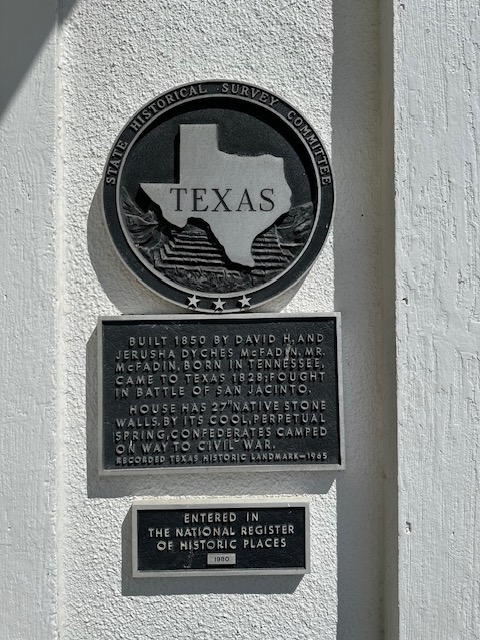 STATE HISTORICAL SURVEY COMMITTEE
TEXAS
BUILT 1850 BY DAVID H. AND
JERUSHA DYCHES McFADIN. MR.
McFADIN, BORN IN TENNESSEE,
CAME TO TEXAS 1828; FOUGHT
IN BATTLE OF SAN JACINTO.
HOUSE HAS 27" NATIVE STONE
WALLS. BY ITS COOL, PERPETUAL
SPRING, CONFEDERATES CAMPED
ON WAY TO CIVIL WAR.
RECORDED TEXAS HISTORIC LANDMARK—1965
ENTERED IN
THE NATIONAL REGISTER
OF HISTORIC PLACES
1980